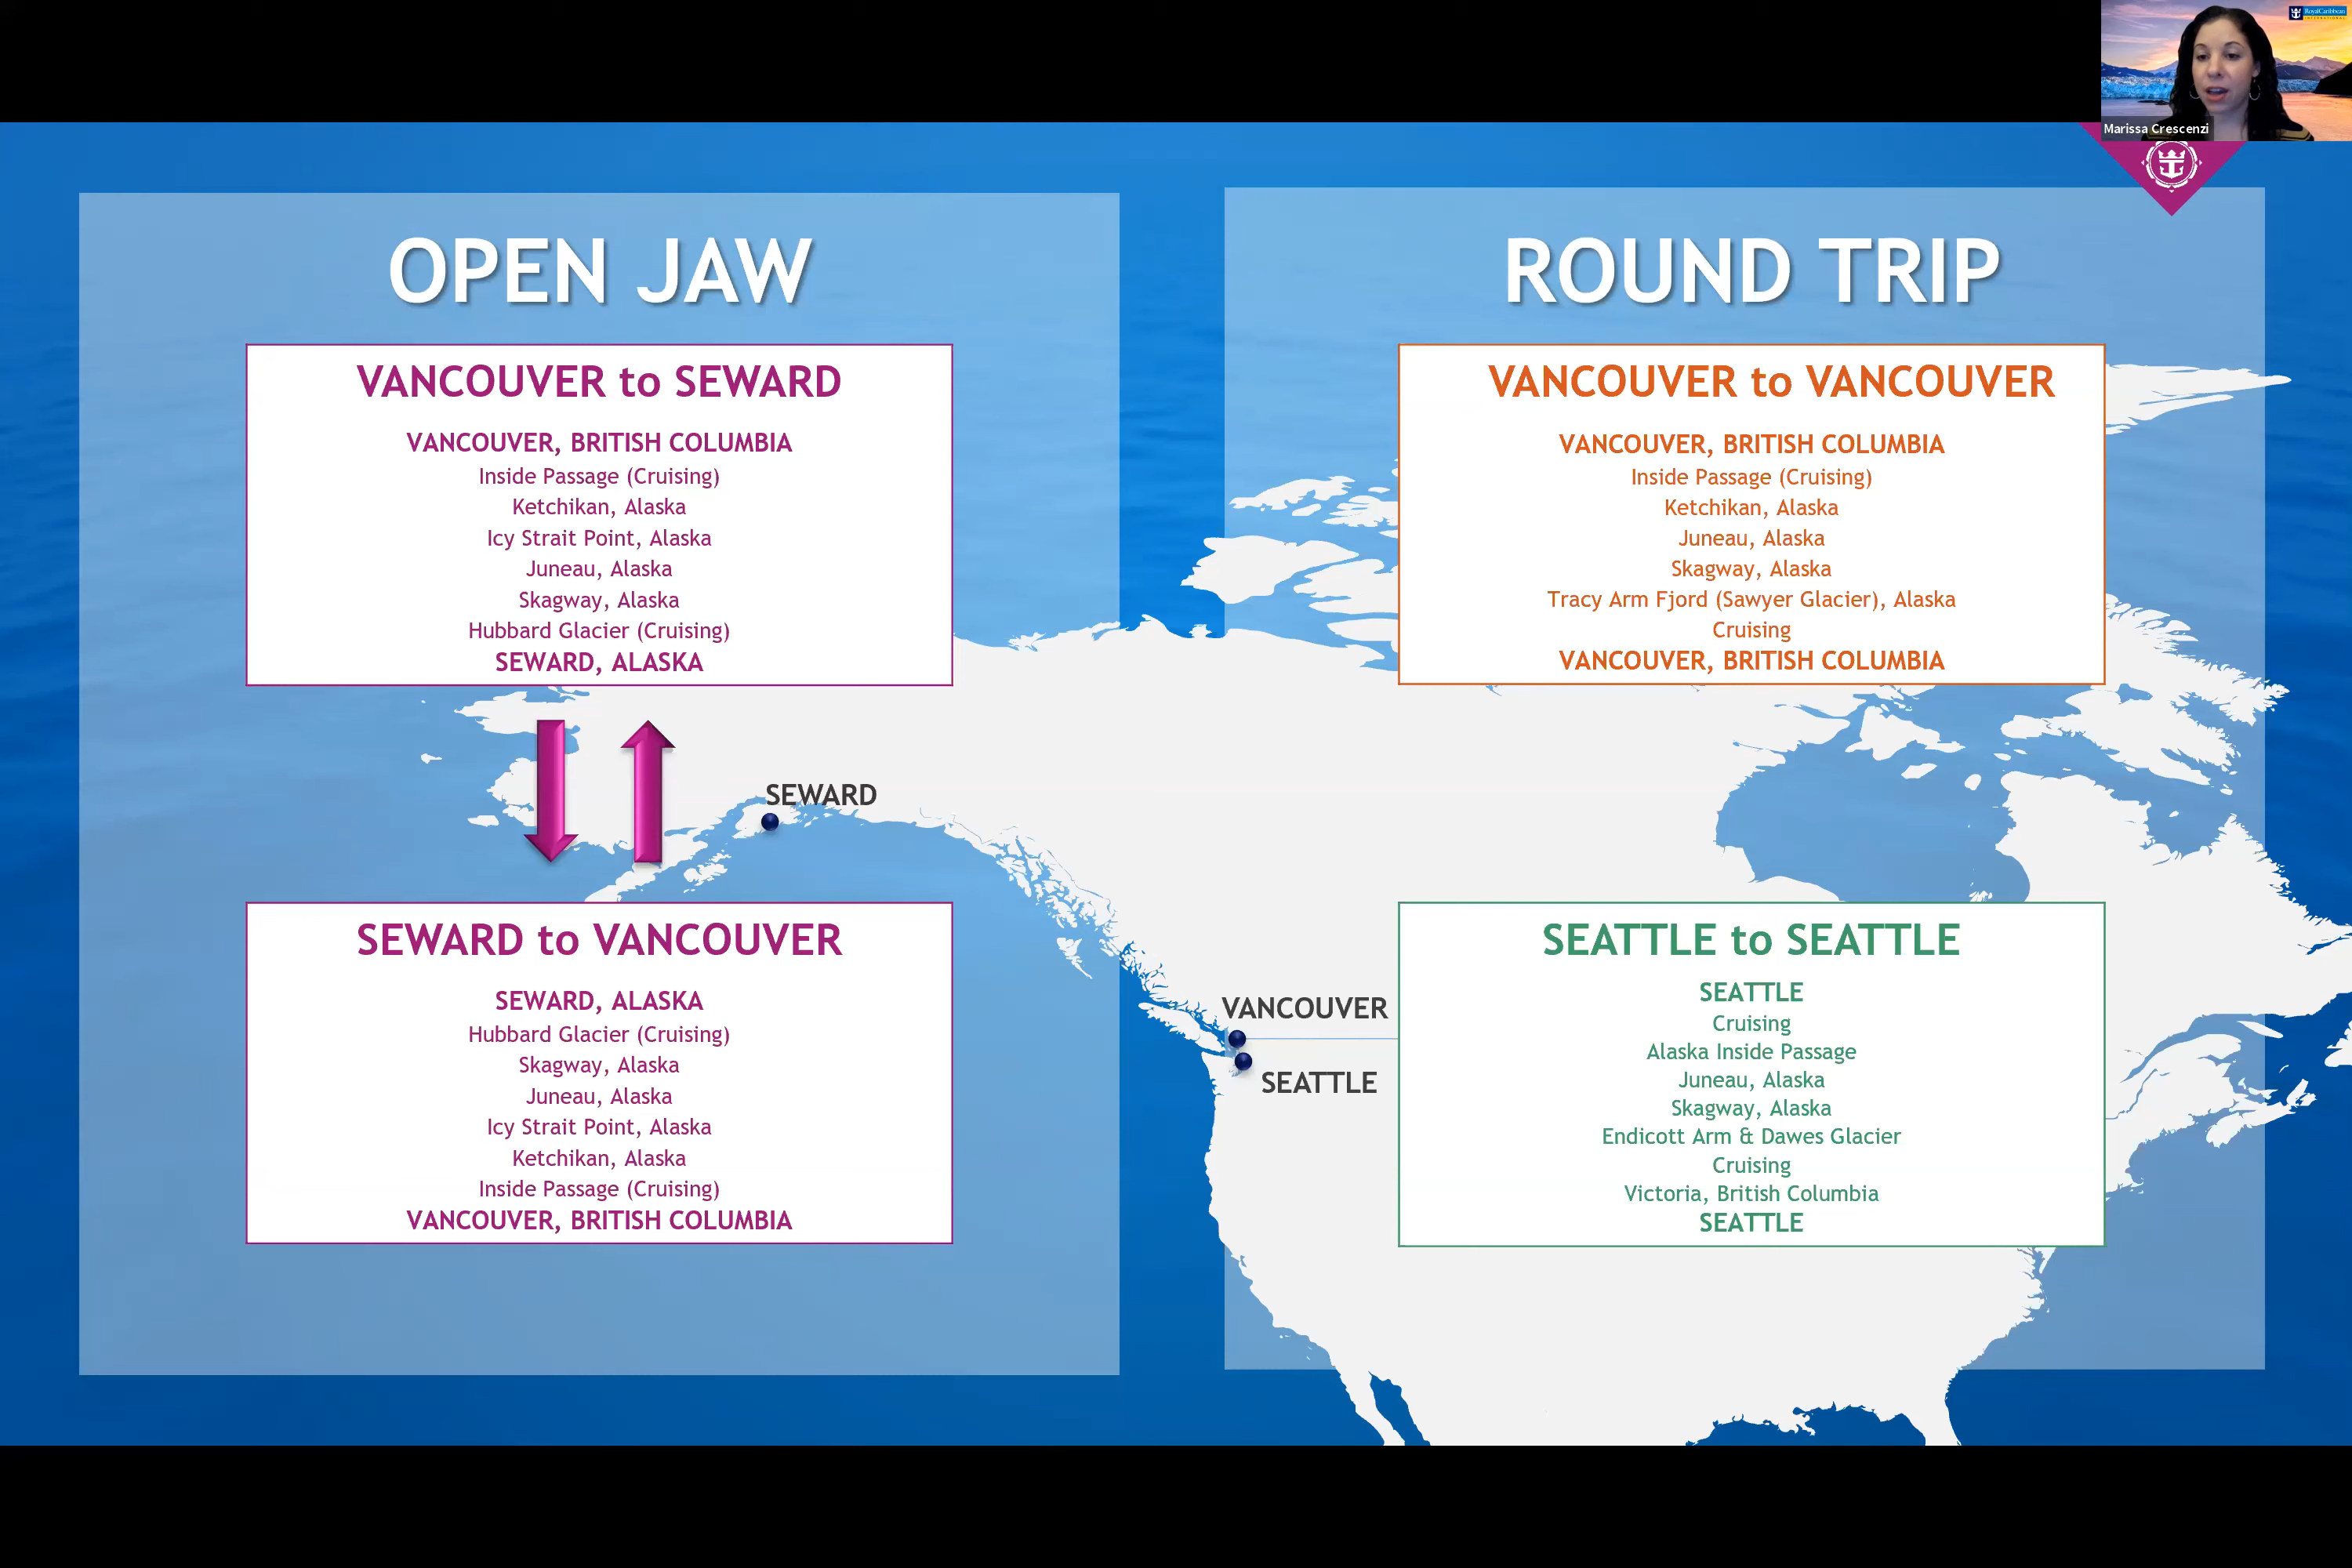 RoyalCaribbean
INTERNATIONAL
Marissa Crescenzi
OPEN JAW
VANCOUVER to SEWARD
VANCOUVER, BRITISH COLUMBIA
Inside Passage (Cruising)
Ketchikan, Alaska
Icy Strait Point, Alaska
Juneau, Alaska
Skagway, Alaska
Hubbard Glacier (Cruising)
SEWARD, ALASKA
SEWARD
SEWARD to VANCOUVER
SEWARD, ALASKA
Hubbard Glacier (Cruising)
Skagway, Alaska
Juneau, Alaska
Icy Strait Point, Alaska
Ketchikan, Alaska
Inside Passage (Cruising)
VANCOUVER, BRITISH COLUMBIA
ROUND TRIP
VANCOUVER to VANCOUVER
VANCOUVER, BRITISH COLUMBIA
Inside Passage (Cruising)
Ketchikan, Alaska
Juneau, Alaska
Skagway, Alaska
Tracy Arm Fjord (Sawyer Glacier), Alaska
Cruising
VANCOUVER, BRITISH COLUMBIA
VANCOUVER
SEATTLE
SEATTLE to SEATTLE
SEATTLE
Cruising
Alaska Inside Passage
Juneau, Alaska
Skagway, Alaska
Endicott Arm & Dawes Glacier
Cruising
Victoria, British Columbia
SEATTLE